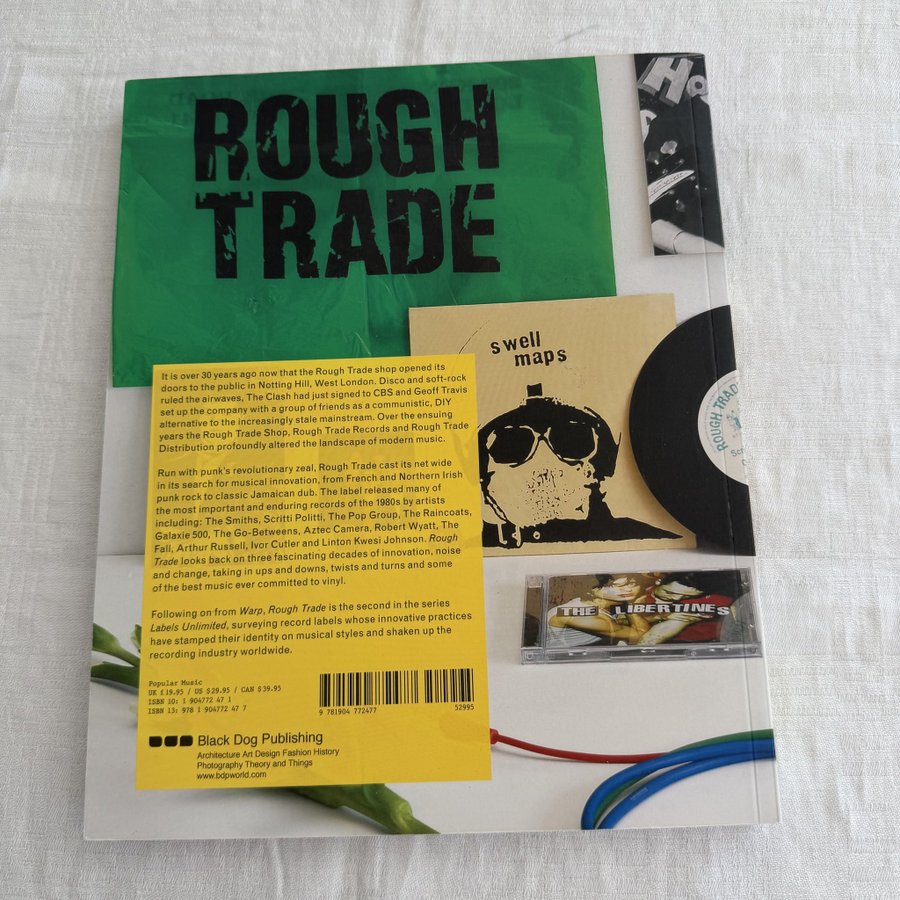 ROUGH
TRADE
Ho
swell
maps
ROUGH TRADE
It is over 30 years ago now that the Rough Trade shop opened its
doors to the public in Notting Hill, West London. Disco and soft-rock
ruled the airwaves, The Clash had just signed to CBS and Geoff Travis
set up the company with a group of friends as a communistic, DIY
alternative to the increasingly stale mainstream. Over the ensuing
years the Rough Trade Shop, Rough Trade Records and Rough Trade
Distribution profoundly altered the landscape of modern music.
Run with punk's revolutionary zeal, Rough Trade cast its net wide
in its search for musical innovation, from French and Northern Irish
punk rock to classic Jamaican dub. The label released many of
the most important and enduring records of the 1980s by artists
including: The Smiths, Scritti Politti, The Pop Group, The Raincoats,
Galaxie 500, The Go-Betweens, Aztec Camera, Robert Wyatt, The
Fall, Arthur Russell, Ivor Cutler and Linton Kwesi Johnson. Rough
Trade looks back on three fascinating decades of innovation, noise
and change, taking in ups and downs, twists and turns and some
of the best music ever committed to vinyl.
Following on from Warp, Rough Trade is the second in the series
Labels Unlimited, surveying record labels whose innovative practices
have stamped their identity on musical styles and shaken up the
recording industry worldwide.
THE LIBERTINES
Popular Music
UK £19.95 / US $29.95 / CAN $39.95
ISBN 10: 1 904772 47 1
ISBN 13: 978 1 904772 47 7
9 781904 772477
52995
Black Dog Publishing
Architecture Art Design Fashion History
Photography Theory and Things
www.bdpworld.com